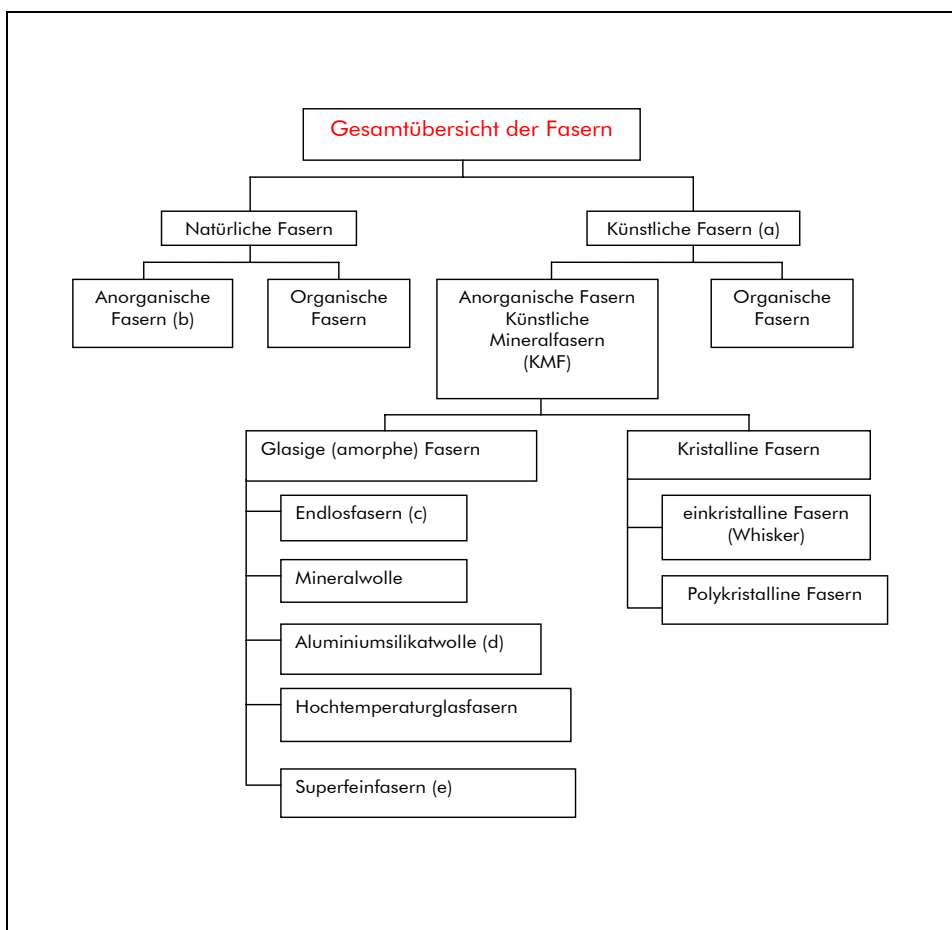 Gesamtübersicht der Fasern
Natürliche Fasern
Künstliche Fasern (a)
Anorganische
Fasern (b)
Organische
Fasern
Anorganische Fasern
Künstliche
Mineralfasern
(KMF)
Organische
Fasern
Glasige (amorphe) Fasern
Kristalline Fasern
Endlosfasern (c)
Mineralwolle
Aluminiumsilikatwolle (d)
Hochtemperaturglasfasern
Superfeinfasern (e)
einkristalline Fasern
(Whisker)
Polykristalline Fasern